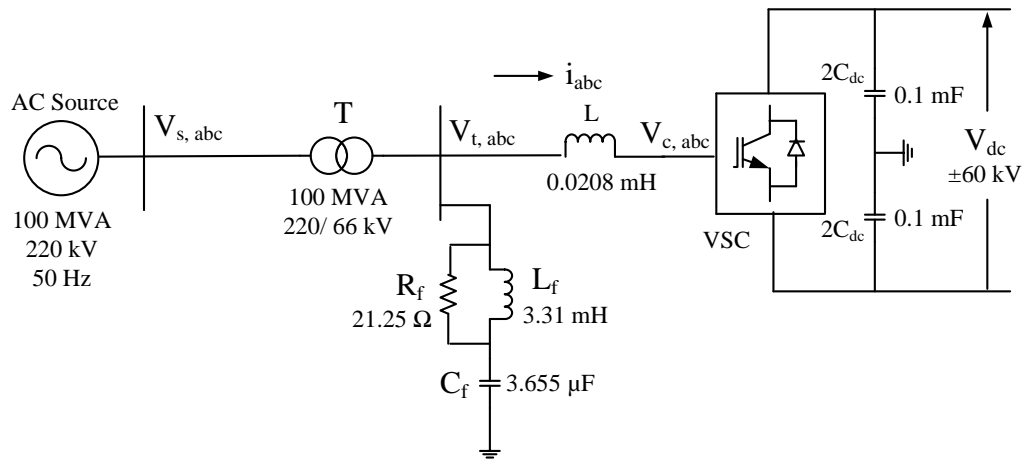 AC Source
100 MVA
220 kV
50 Hz
V_s, abc
T
100 MVA
220/ 66 kV
V_t, abc
i_abc
L
0.0208 mH
V_c, abc
VSC
R_f
21.25 Ω
L_f
3.31 mH
C_f
3.655 μF
2C_dc
0.1 mF
2C_dc
0.1 mF
V_dc
±60 kV